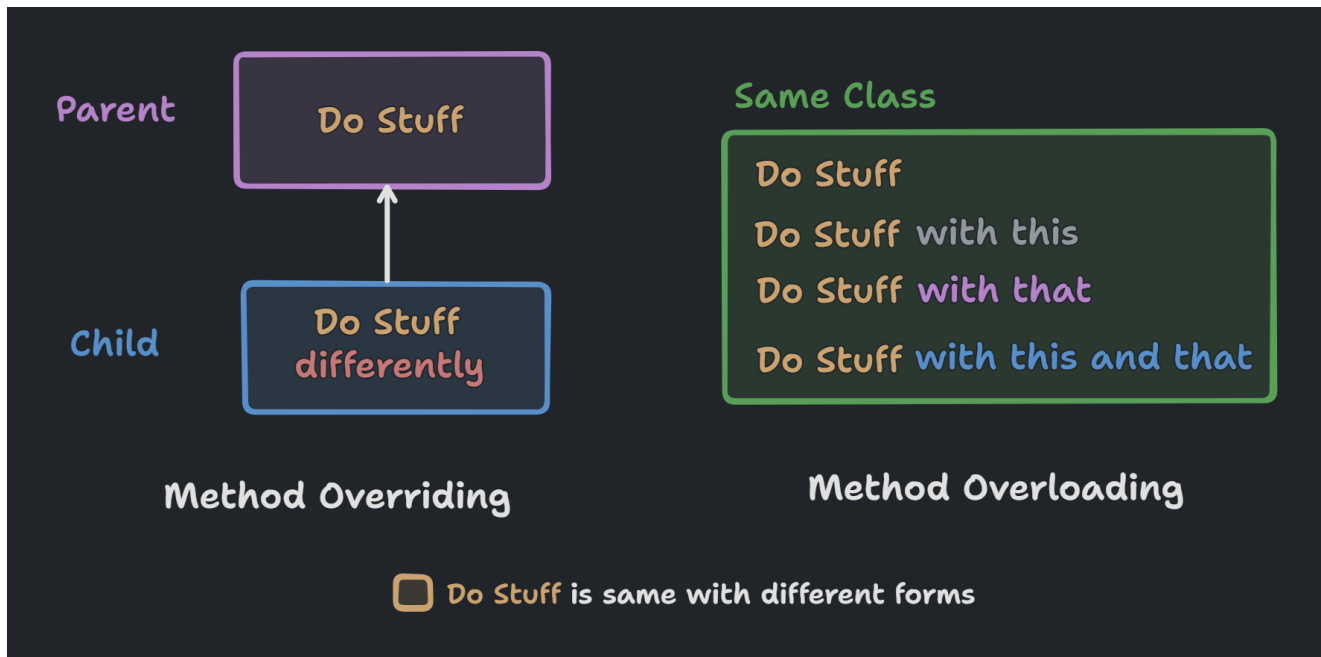 Parent
Do Stuff
Child
Do Stuff
differently
Method Overriding
Same Class
Do Stuff
Do Stuff with this
Do Stuff with that
Do Stuff with this and that
Method Overloading
Do Stuff is same with different forms